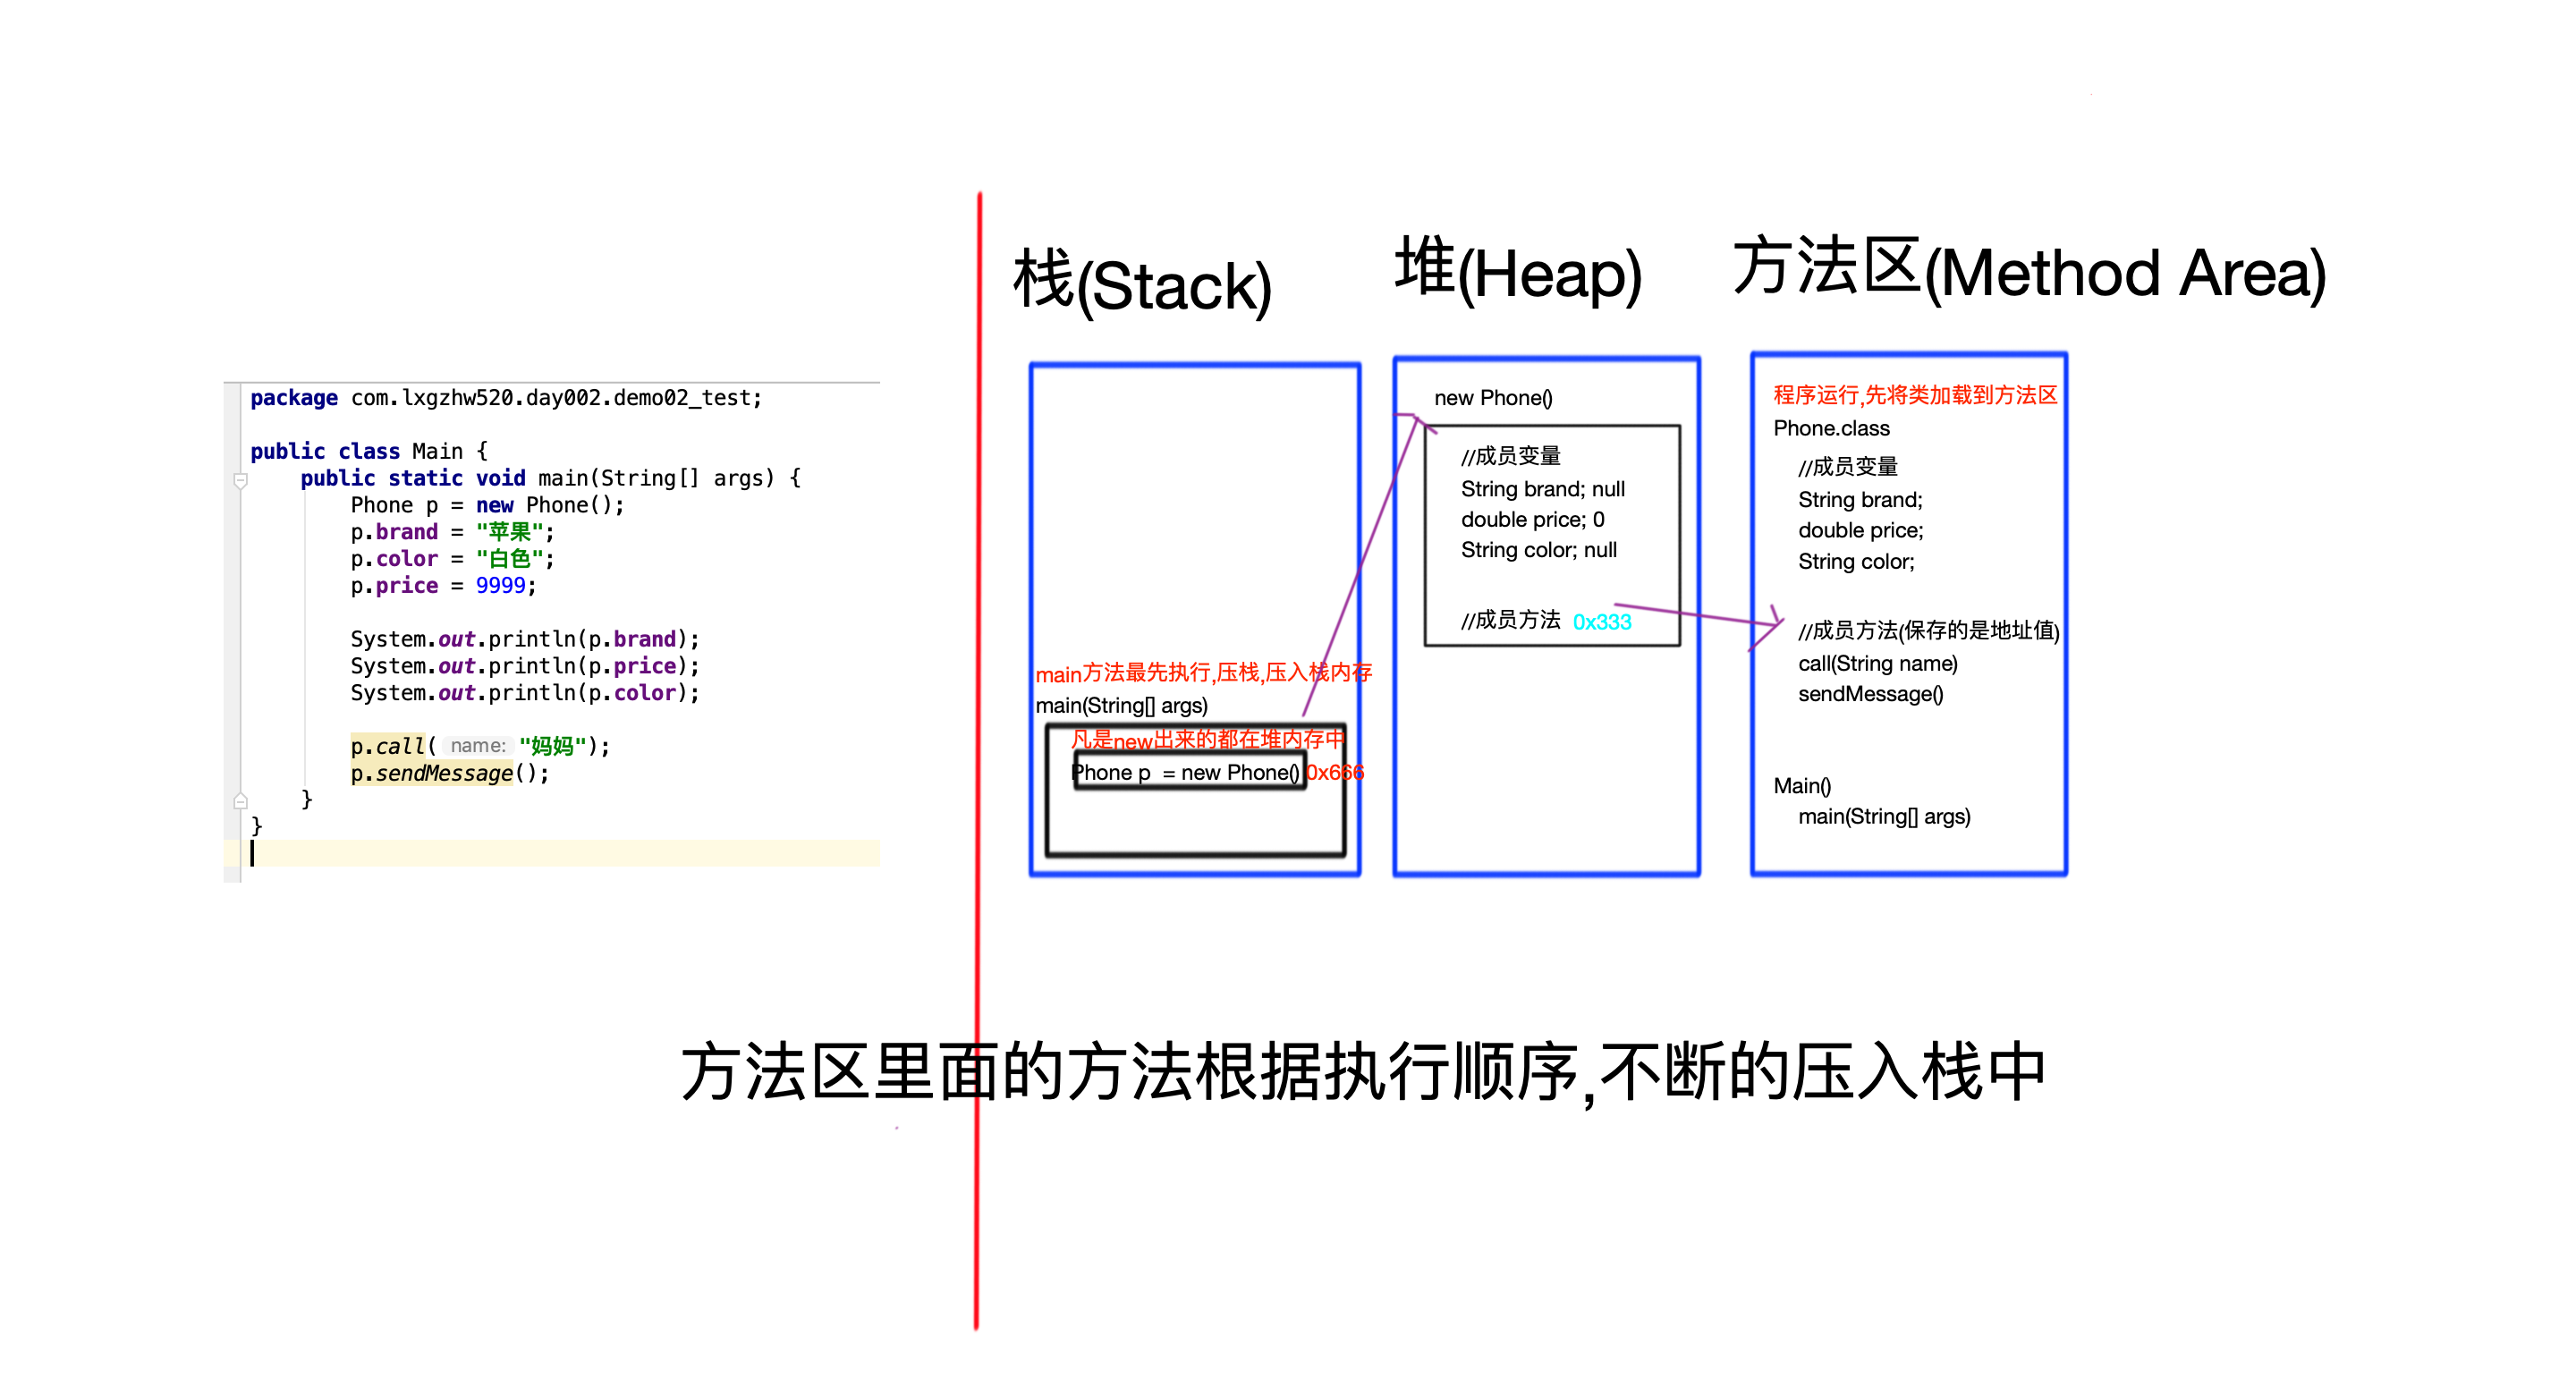 package com.lxgzhw520.day002.demo02_test;
public class Main {
public static void main(String[] args) {
Phone p = new Phone();
p.brand = "苹果";
p.color = "白色";
p.price = 9999;
System.out.println(p.brand);
System.out.println(p.price);
System.out.println(p.color);
p.call( name: "妈妈");
p.sendMessage();
}
}
栈(Stack)
main方法最先执行,压栈,压入栈内存
main(String[] args)
凡是new出来的都在堆内存中
Phone p = new Phone() 0x666
堆(Heap)
new Phone()
//成员变量
String brand; null
double price; 0
String color; null
//成员方法 0x333
方法区(Method Area)
程序运行,先将类加载到方法区
Phone.class
//成员变量
String brand;
double price;
String color;
//成员方法(保存的是地址值)
call(String name)
sendMessage()
Main()
main(String[] args)
方法区里面的方法根据执行顺序,不断的压入栈中